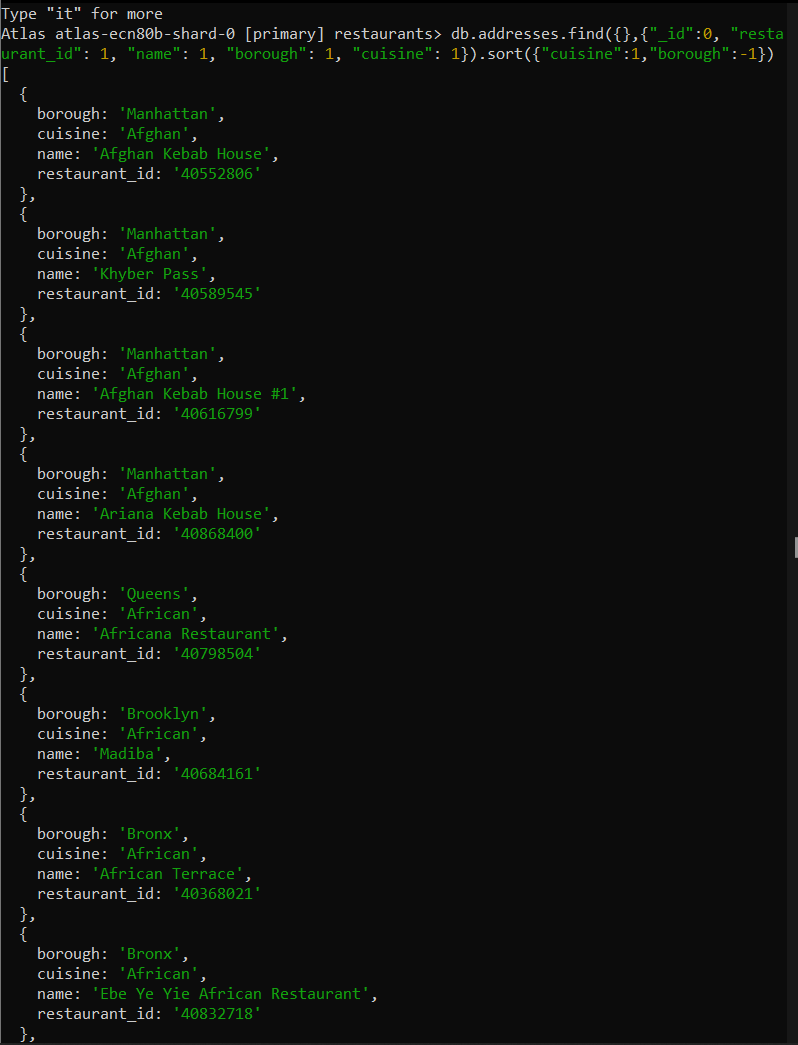 Type "it" for more
Atlas atlas-ecn80b-shard-0 [primary] restaurants> db.addresses.find({},{"_id":0, "resta
urant_id": 1, "name": 1, "borough": 1, "cuisine": 1}).sort({"cuisine":1,"borough":-1})
[
  {
    borough: 'Manhattan',
    cuisine: 'Afghan',
    name: 'Afghan Kebab House',
    restaurant_id: '40552806'
  },
  {
    borough: 'Manhattan',
    cuisine: 'Afghan',
    name: 'Khyber Pass',
    restaurant_id: '40589545'
  },
  {
    borough: 'Manhattan',
    cuisine: 'Afghan',
    name: 'Afghan Kebab House #1',
    restaurant_id: '40616799'
  },
  {
    borough: 'Manhattan',
    cuisine: 'Afghan',
    name: 'Ariana Kebab House',
    restaurant_id: '40868400'
  },
  {
    borough: 'Queens',
    cuisine: 'African',
    name: 'Africana Restaurant',
    restaurant_id: '40798504'
  },
  {
    borough: 'Brooklyn',
    cuisine: 'African',
    name: 'Madiba',
    restaurant_id: '40684161'
  },
  {
    borough: 'Bronx',
    cuisine: 'African',
    name: 'African Terrace',
    restaurant_id: '40368021'
  },
  {
    borough: 'Bronx',
    cuisine: 'African',
    name: 'Ebe Ye Yie African Restaurant',
    restaurant_id: '40832718'
  },